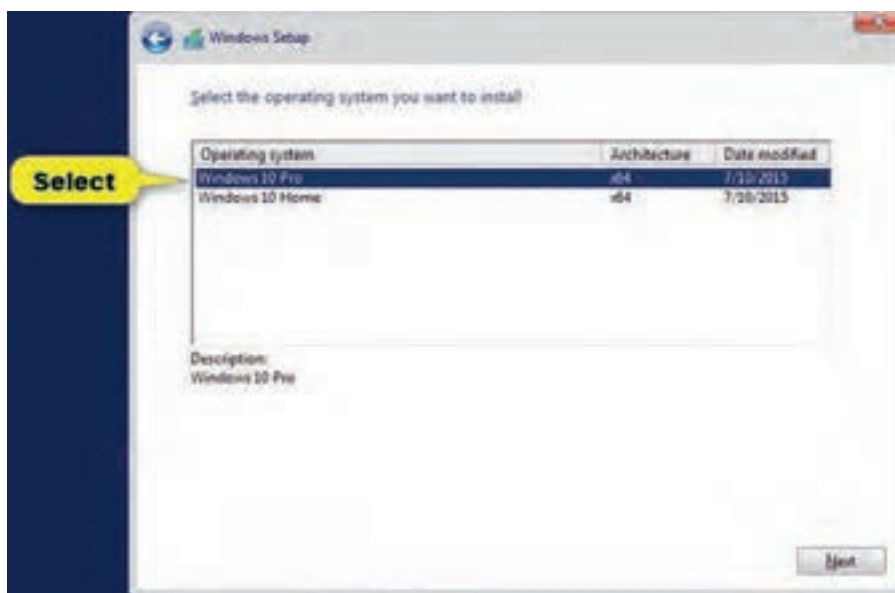 Windows Setup
Select the operating system you want to install
Operating system Architecture Date modified
Select
Windows 10 Pro x64 7/10/2015
Windows 10 Home x64 7/10/2015
Description:
Windows 10 Pro
Next